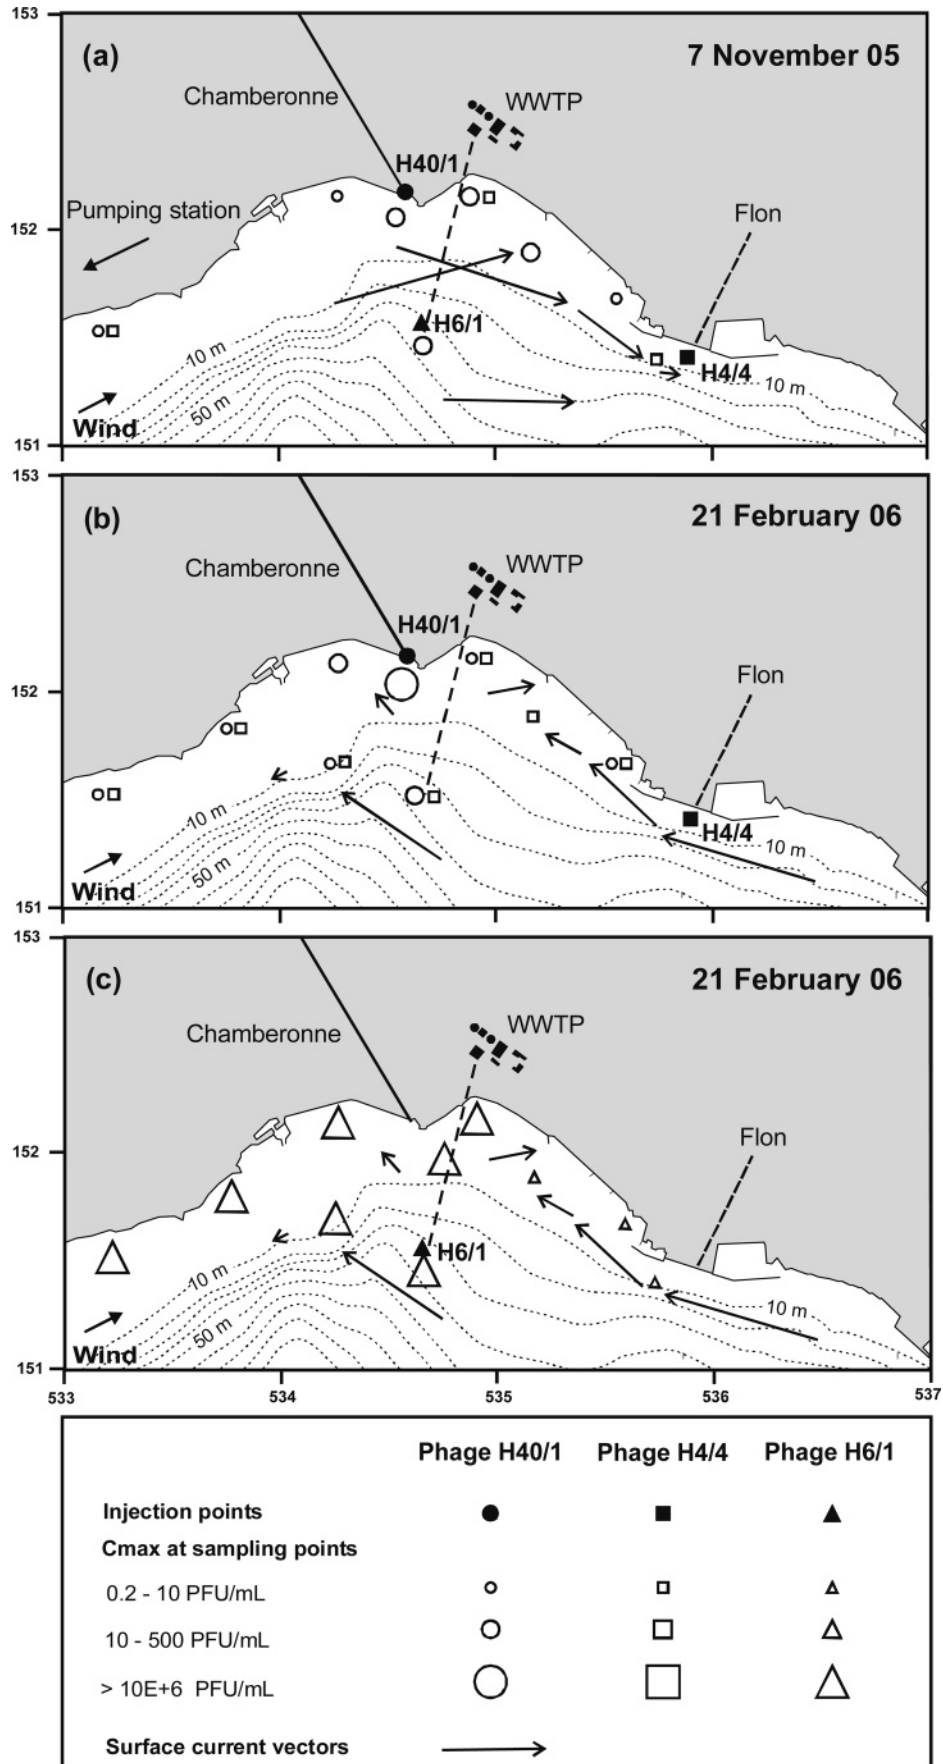 153
(a)
7 November 05
Chamberonne
WWTP
H40/1
Pumping station
Flon
152
H6/1
10 m
H4/4
10 m
50 m
Wind
151
153
(b)
21 February 06
Chamberonne
WWTP
H40/1
Flon
152
10 m
H4/4
10 m
50 m
Wind
151
153
(c)
21 February 06
Chamberonne
WWTP
Flon
152
H6/1
10 m
10 m
50 m
Wind
151
533 534 535 536 537
Phage H40/1 Phage H4/4 Phage H6/1
Injection points
Cmax at sampling points
0.2 - 10 PFU/mL
10 - 500 PFU/mL
> 10E+6 PFU/mL
Surface current vectors